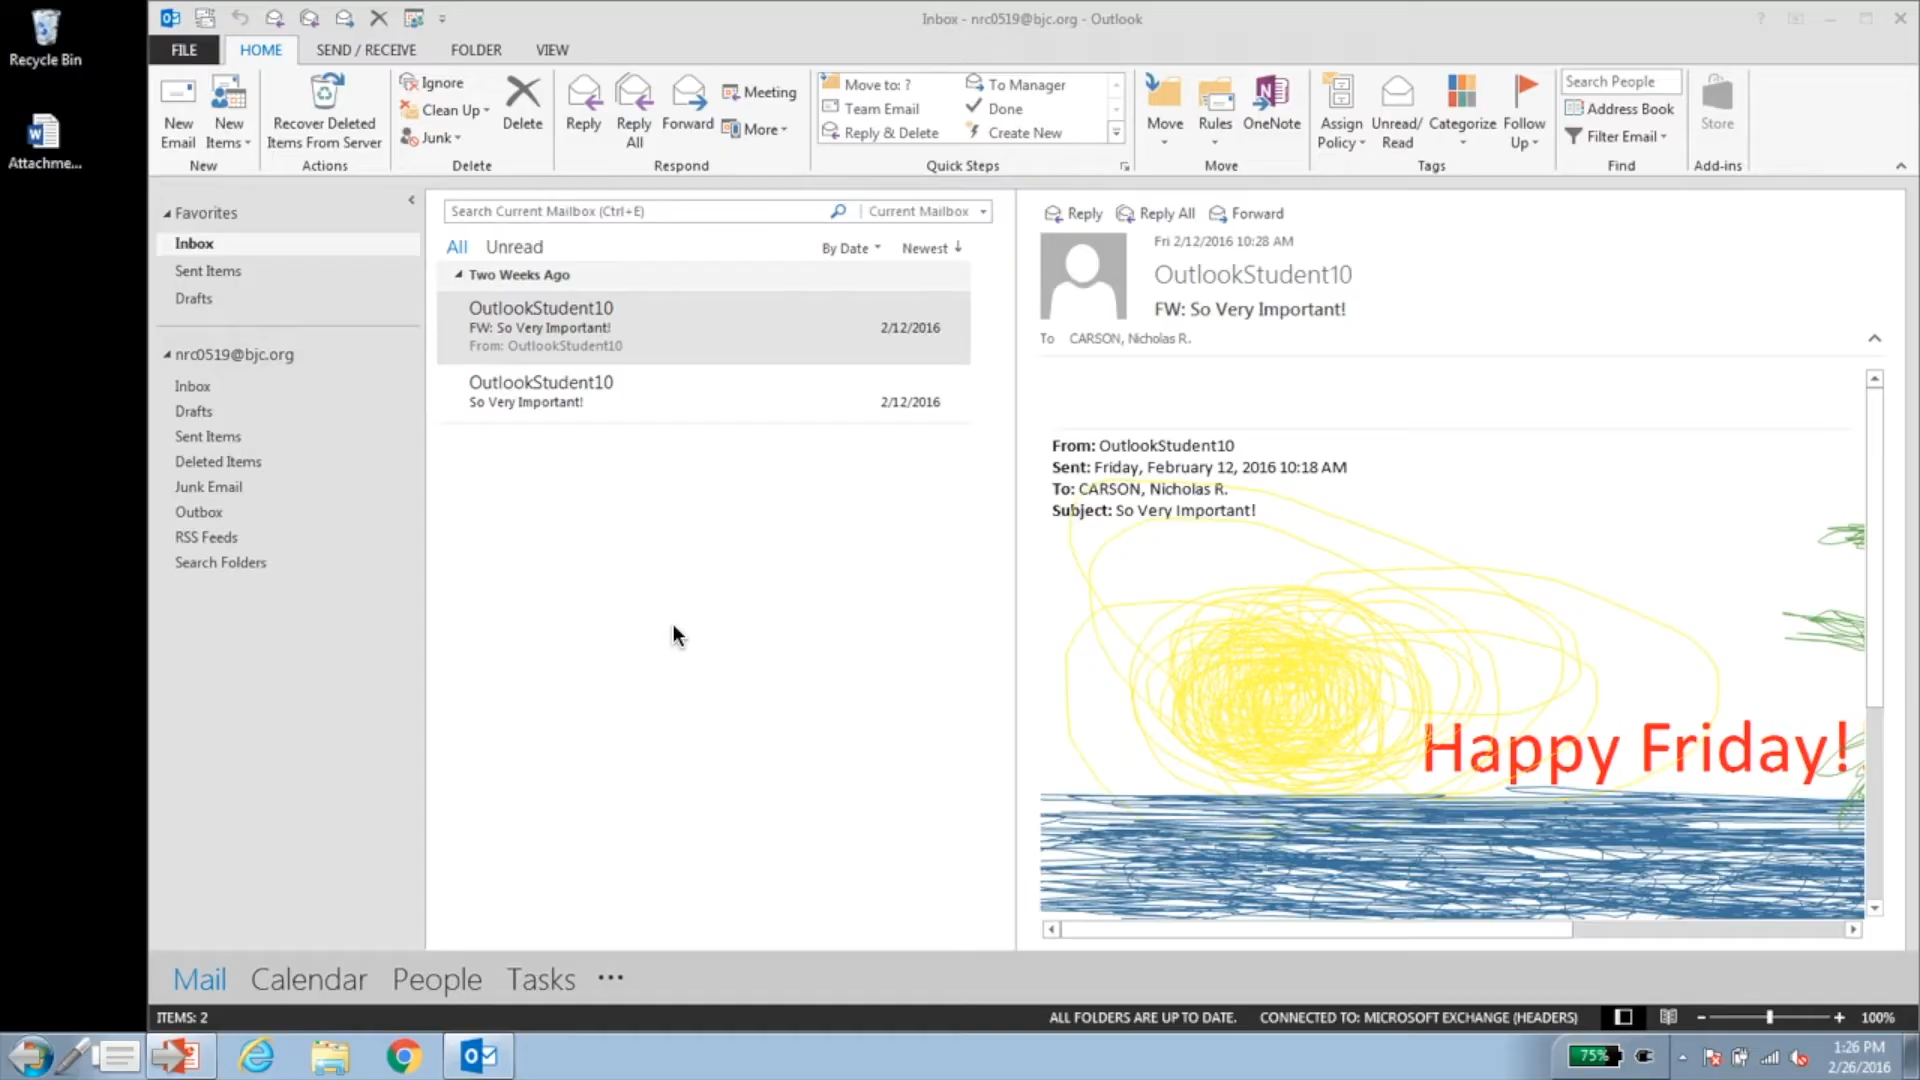 Recycle Bin
Attachme...
Inbox - nrc0519@bjc.org - Outlook
FILE
HOME
SEND / RECEIVE
FOLDER
VIEW
New Email
New Items
New
Recover Deleted Items From Server
Actions
Ignore
Clean Up
Junk
Delete
Delete
Reply
Reply All
Forward
Meeting
More
Respond
Move to: ?
Team Email
Reply & Delete
To Manager
Done
Create New
Quick Steps
Move
Rules
OneNote
Move
Assign Policy
Unread/ Read
Categorize
Follow Up
Tags
Search People
Address Book
Filter Email
Find
Store
Add-ins
Favorites
Inbox
Sent Items
Drafts
nrc0519@bjc.org
Inbox
Drafts
Sent Items
Deleted Items
Junk Email
Outbox
RSS Feeds
Search Folders
Search Current Mailbox (Ctrl+E)
Current Mailbox
All Unread
By Date Newest
Two Weeks Ago
OutlookStudent10
FW: So Very Important! 2/12/2016
From: OutlookStudent10
OutlookStudent10
So Very Important! 2/12/2016
Reply Reply All Forward
Fri 2/12/2016 10:28 AM
OutlookStudent10
FW: So Very Important!
To CARSON, Nicholas R.
From: OutlookStudent10
Sent: Friday, February 12, 2016 10:18 AM
To: CARSON, Nicholas R.
Subject: So Very Important!
Happy Friday!
Mail Calendar People Tasks ···
ITEMS: 2
ALL FOLDERS ARE UP TO DATE.
CONNECTED TO: MICROSOFT EXCHANGE (HEADERS)
100%
75%
1:26 PM
2/26/2016